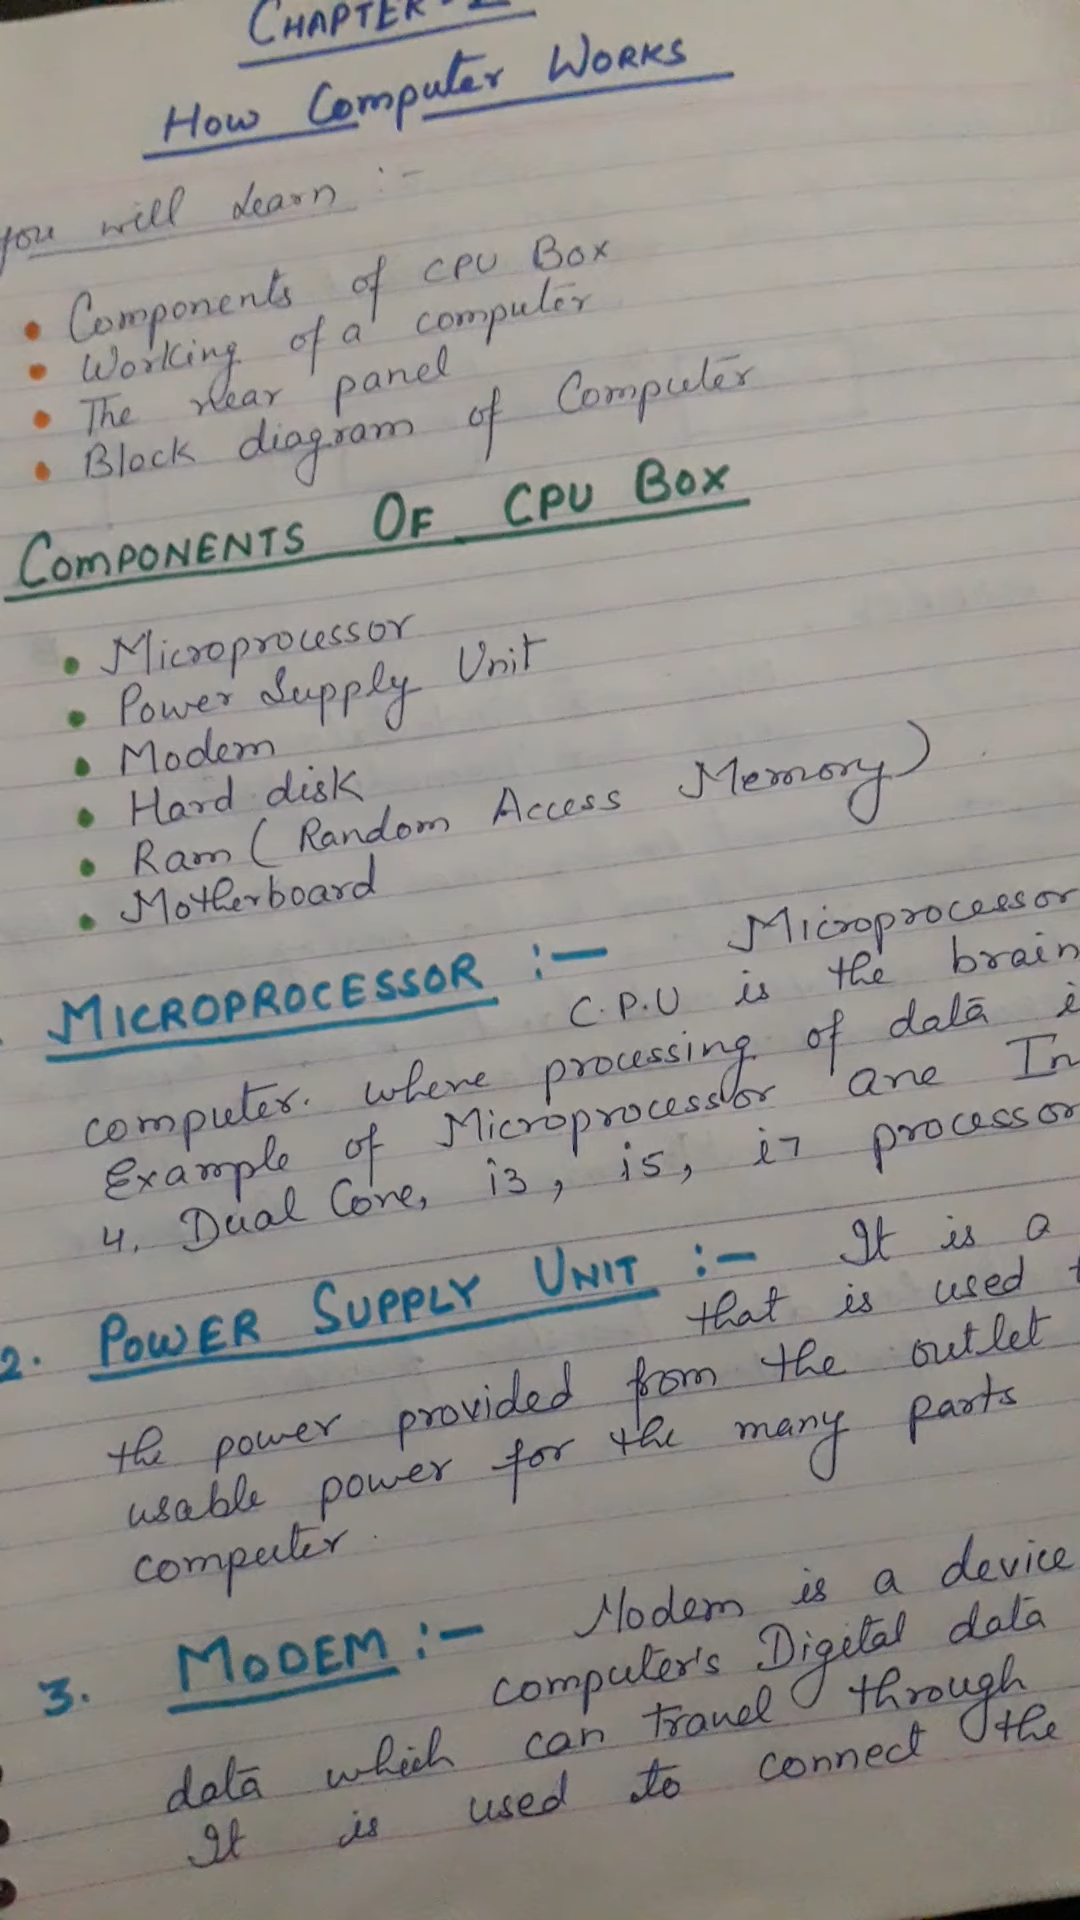 CHAPTER
How Computer WORKS
you will Learn :-
• Components of CPU Box
• Working of a computer
• The rear panel
• Block diagram of Computer
COMPONENTS OF CPU BOX
• Microprocessor
• Power Supply Unit
• Modem
• Hard disk
• Ram ( Random Access Memory)
• Motherboard
MICROPROCESSOR :- Microprocessor
C.P.U is the brain
computer. where processing of data
Example of Microprocessor are In
4, Dual Core, i3, i5, i7 processor
2. POWER SUPPLY UNIT :- It is a
that is used t
the power provided from the outlet
usable power for the many parts
computer.
3. MODEM :- Modem is a device
computer's Digital data
data which can travel through
It is used to connect the